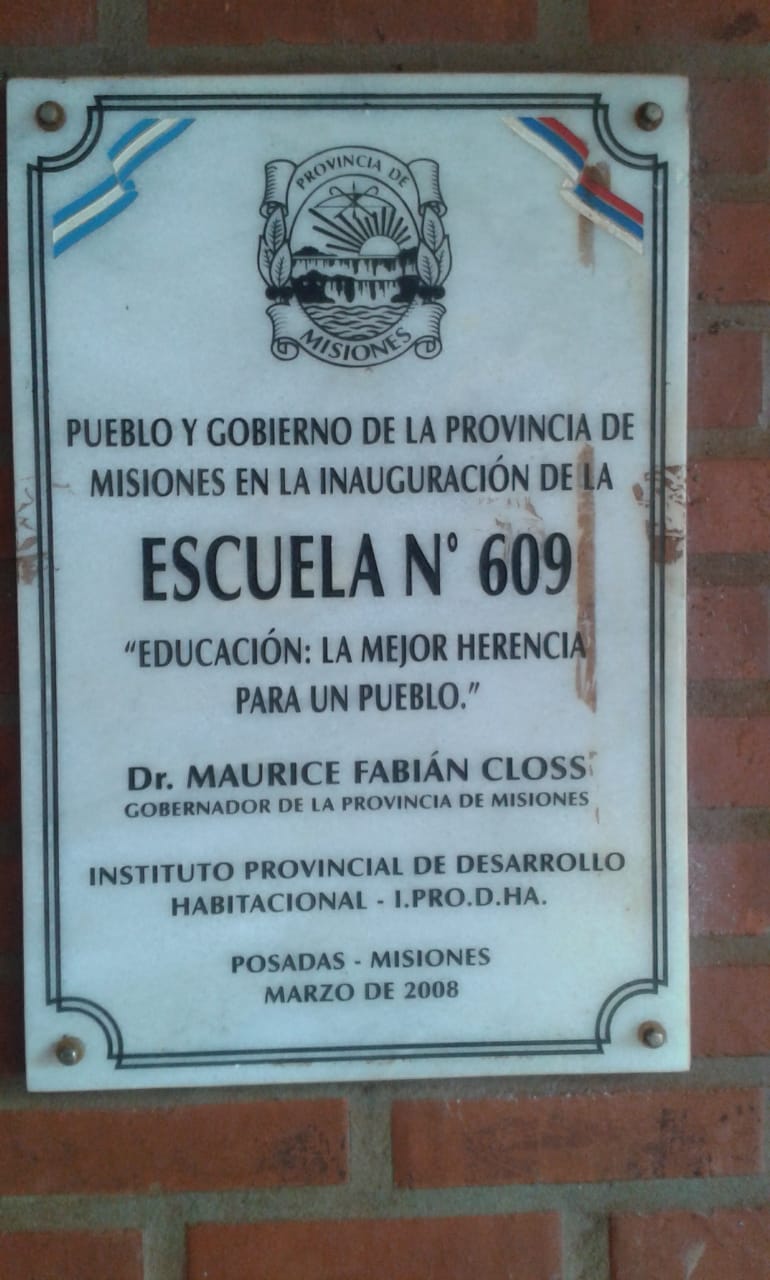 PROVINCIA DE
MISIONES
PUEBLO Y GOBIERNO DE LA PROVINCIA DE
MISIONES EN LA INAUGURACIÓN DE LA
ESCUELA N° 609
“EDUCACIÓN: LA MEJOR HERENCIA
PARA UN PUEBLO.”
Dr. MAURICE FABIÁN CLOSS
GOBERNADOR DE LA PROVINCIA DE MISIONES
INSTITUTO PROVINCIAL DE DESARROLLO
HABITACIONAL - I.PRO.D.HA.
POSADAS - MISIONES
MARZO DE 2008